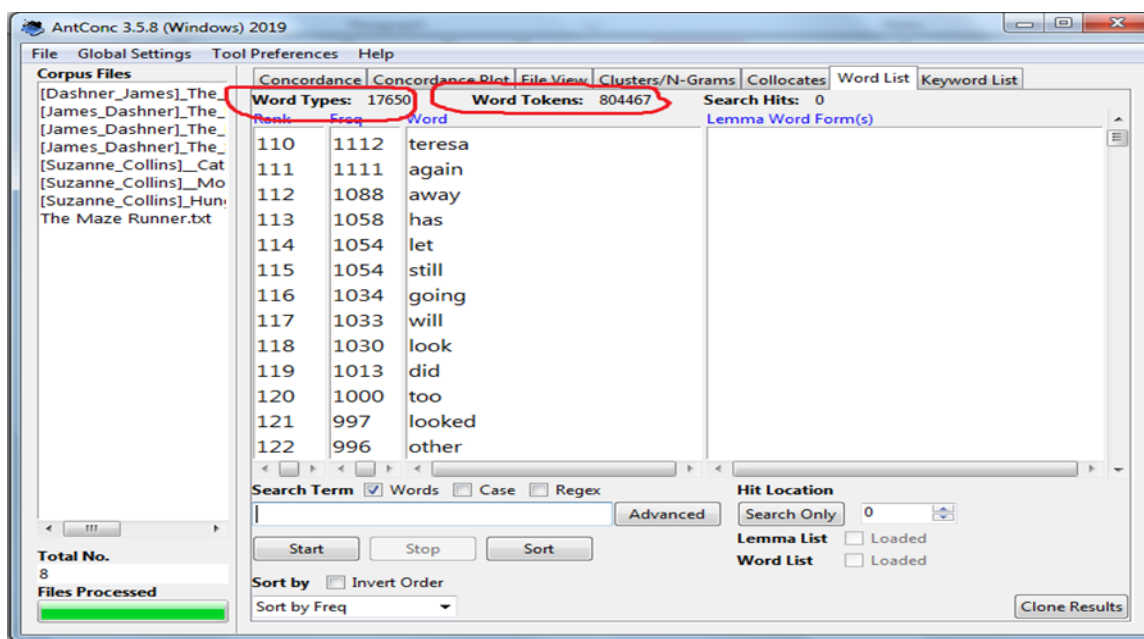 AntConc 3.5.8 (Windows) 2019
File Global Settings Tool Preferences Help
Corpus Files
[Dashner_James]_The_
[James_Dashner]_The_
[James_Dashner]_The_
[James_Dashner]_The_
[Suzanne_Collins]__Cat
[Suzanne_Collins]__Mo
[Suzanne_Collins]_Hun
The Maze Runner.txt
Total No.
8
Files Processed
Concordance Concordance Plot File View Clusters/N-Grams Collocates Word List Keyword List
Word Types: 17650 Word Tokens: 804467 Search Hits: 0
Rank Freq Word Lemma Word Form(s)
110 1112 teresa
111 1111 again
112 1088 away
113 1058 has
114 1054 let
115 1054 still
116 1034 going
117 1033 will
118 1030 look
119 1013 did
120 1000 too
121 997 looked
122 996 other
Search Term Words Case Regex Hit Location
Advanced Search Only 0
Start Stop Sort Lemma List Loaded
Word List Loaded
Sort by Invert Order
Sort by Freq Clone Results